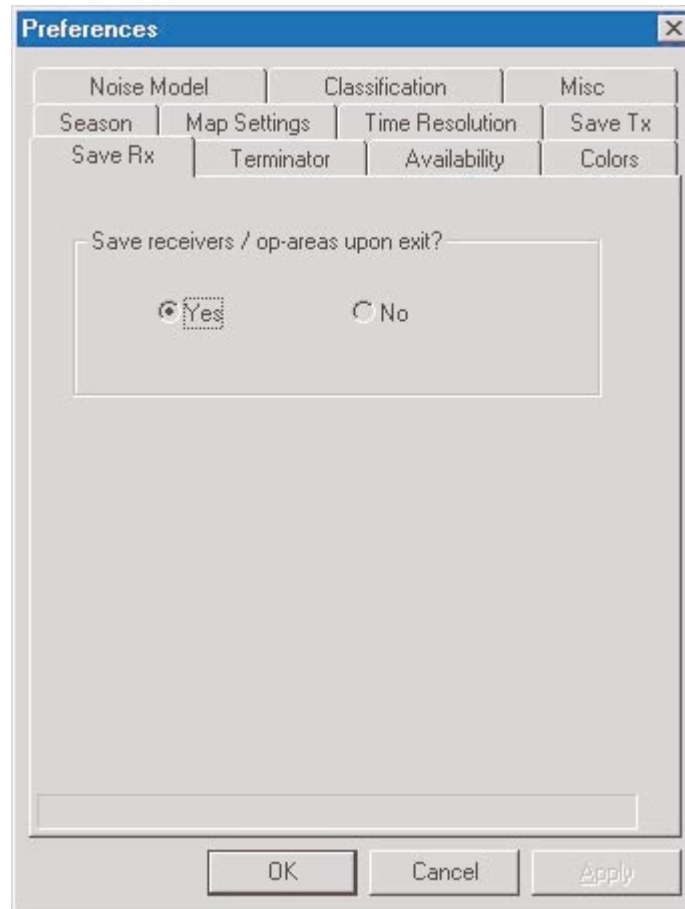 Preferences
Noise Model Classification Misc
Season Map Settings Time Resolution Save Tx
Save Rx Terminator Availability Colors
Save receivers / op-areas upon exit?
Yes No
OK Cancel Apply